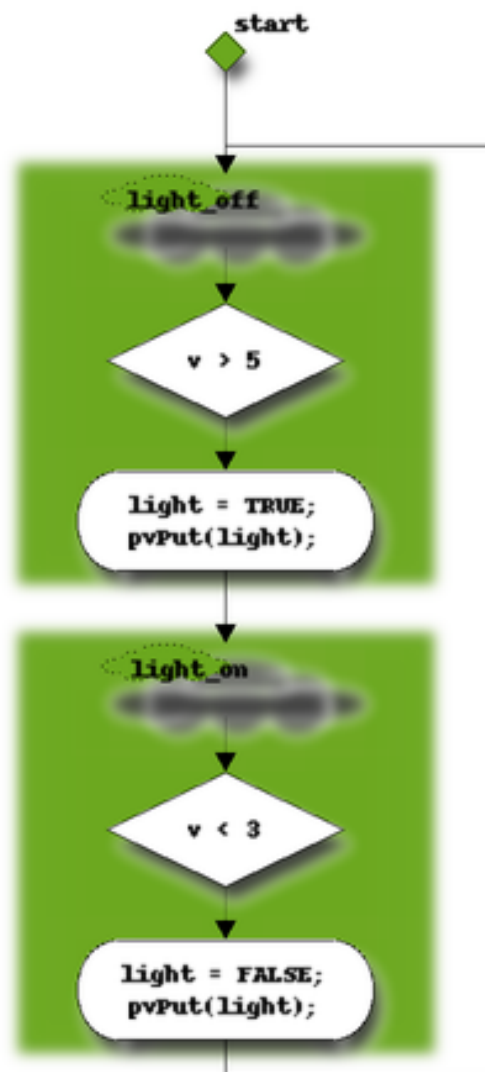 start
light_off
v > 5
light = TRUE;
pvPut(light);
light_on
v < 3
light = FALSE;
pvPut(light);